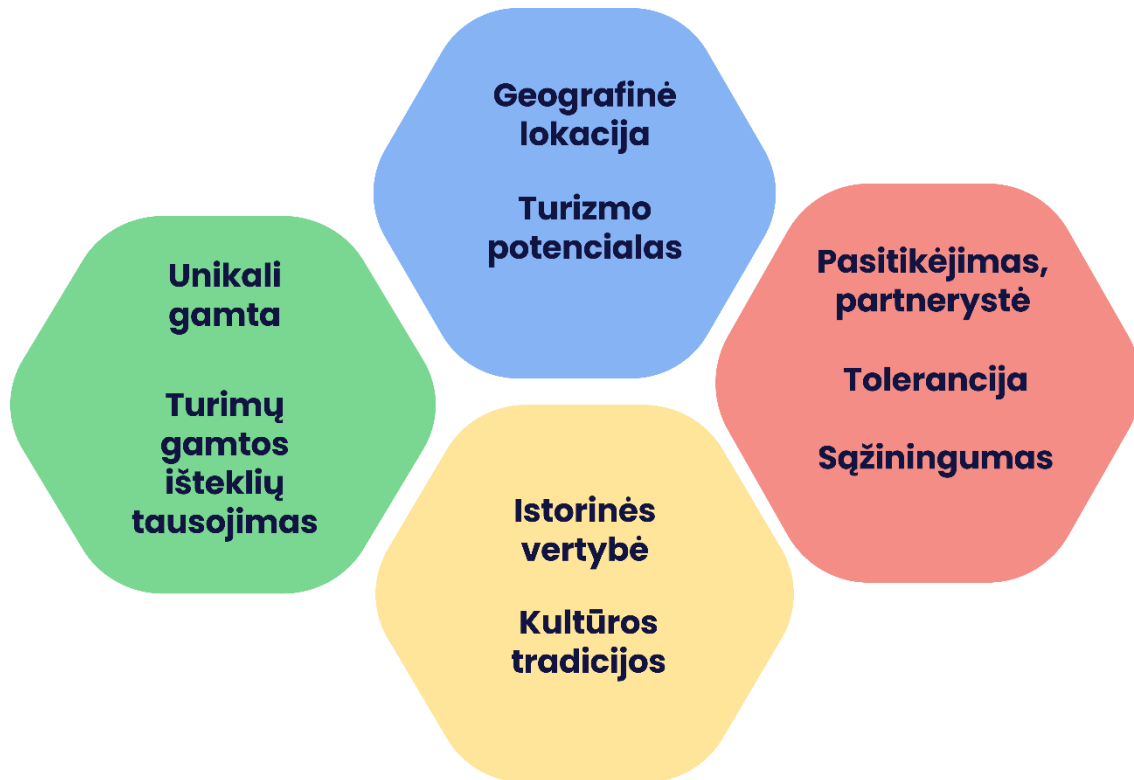 Geografinė
lokacija
Turizmo
potencialas
Unikali
gamta
Turimų
gamtos
išteklių
tausojimas
Pasitikėjimas,
partnerystė
Tolerancija
Sąžiningumas
Istorinės
vertybė
Kultūros
tradicijos